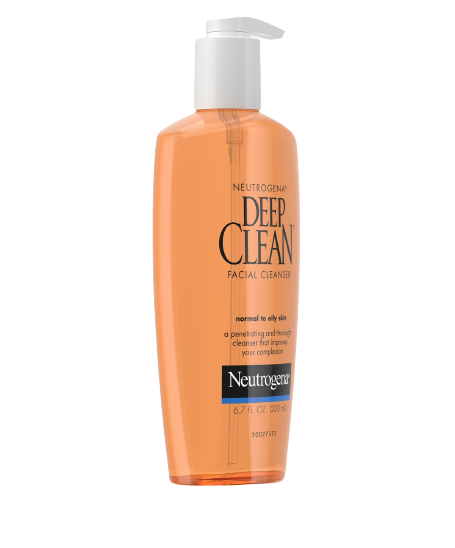 NEUTROGENA®
DEEP
CLEAN
FACIAL CLEANSER
normal to oily skin
a penetrating and thorough
cleanser that improves
your complexion
Neutrogena®
6.7 FL. OZ. (200 ml)